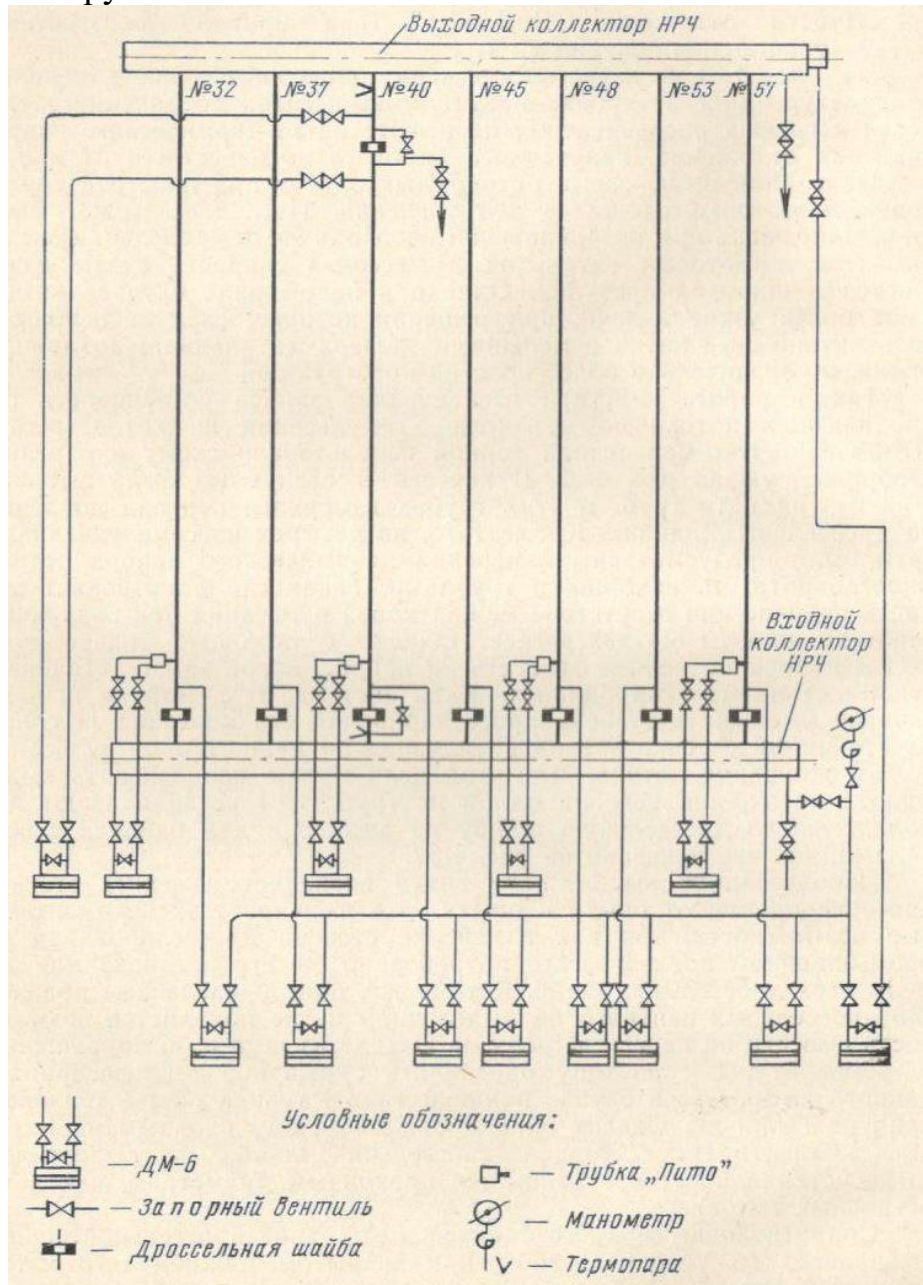 Выходной коллектор НРЧ
№32 №37 №40 №45 №48 №53 №57
Входной
коллектор
НРЧ
Условные обозначения:
— ДМ-6
— Запорный Вентиль
— Дроссельная шайба
— Трубка „Пито"
— Манометр
— Термопара